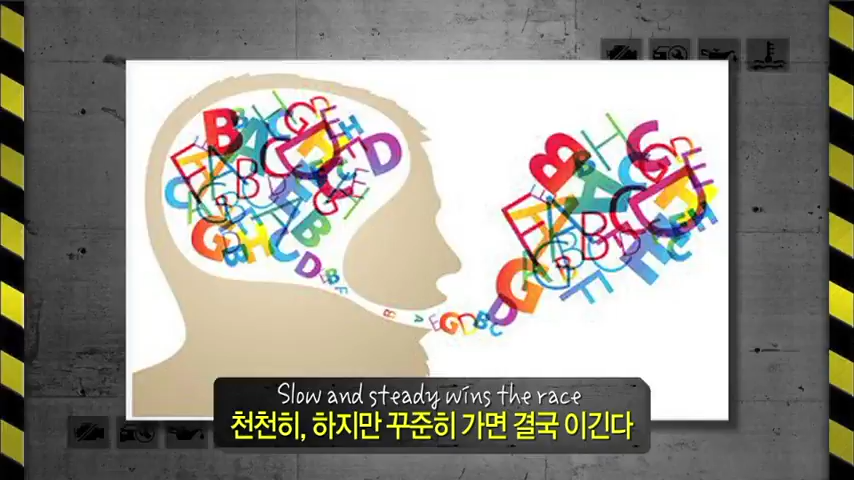 Slow and steady wins the race
천천히, 하지만 꾸준히 가면 결국 이긴다